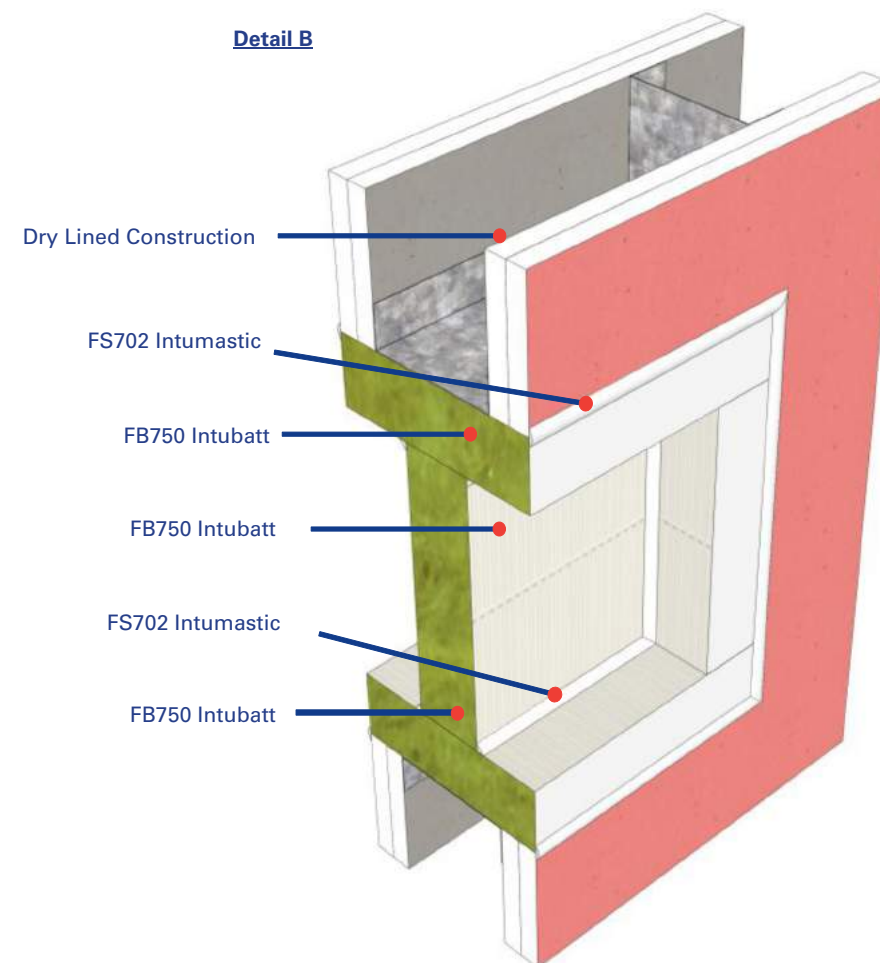 Detail B
Dry Lined Construction
FS702 Intumastic
FB750 Intubatt
FB750 Intubatt
FS702 Intumastic
FB750 Intubatt